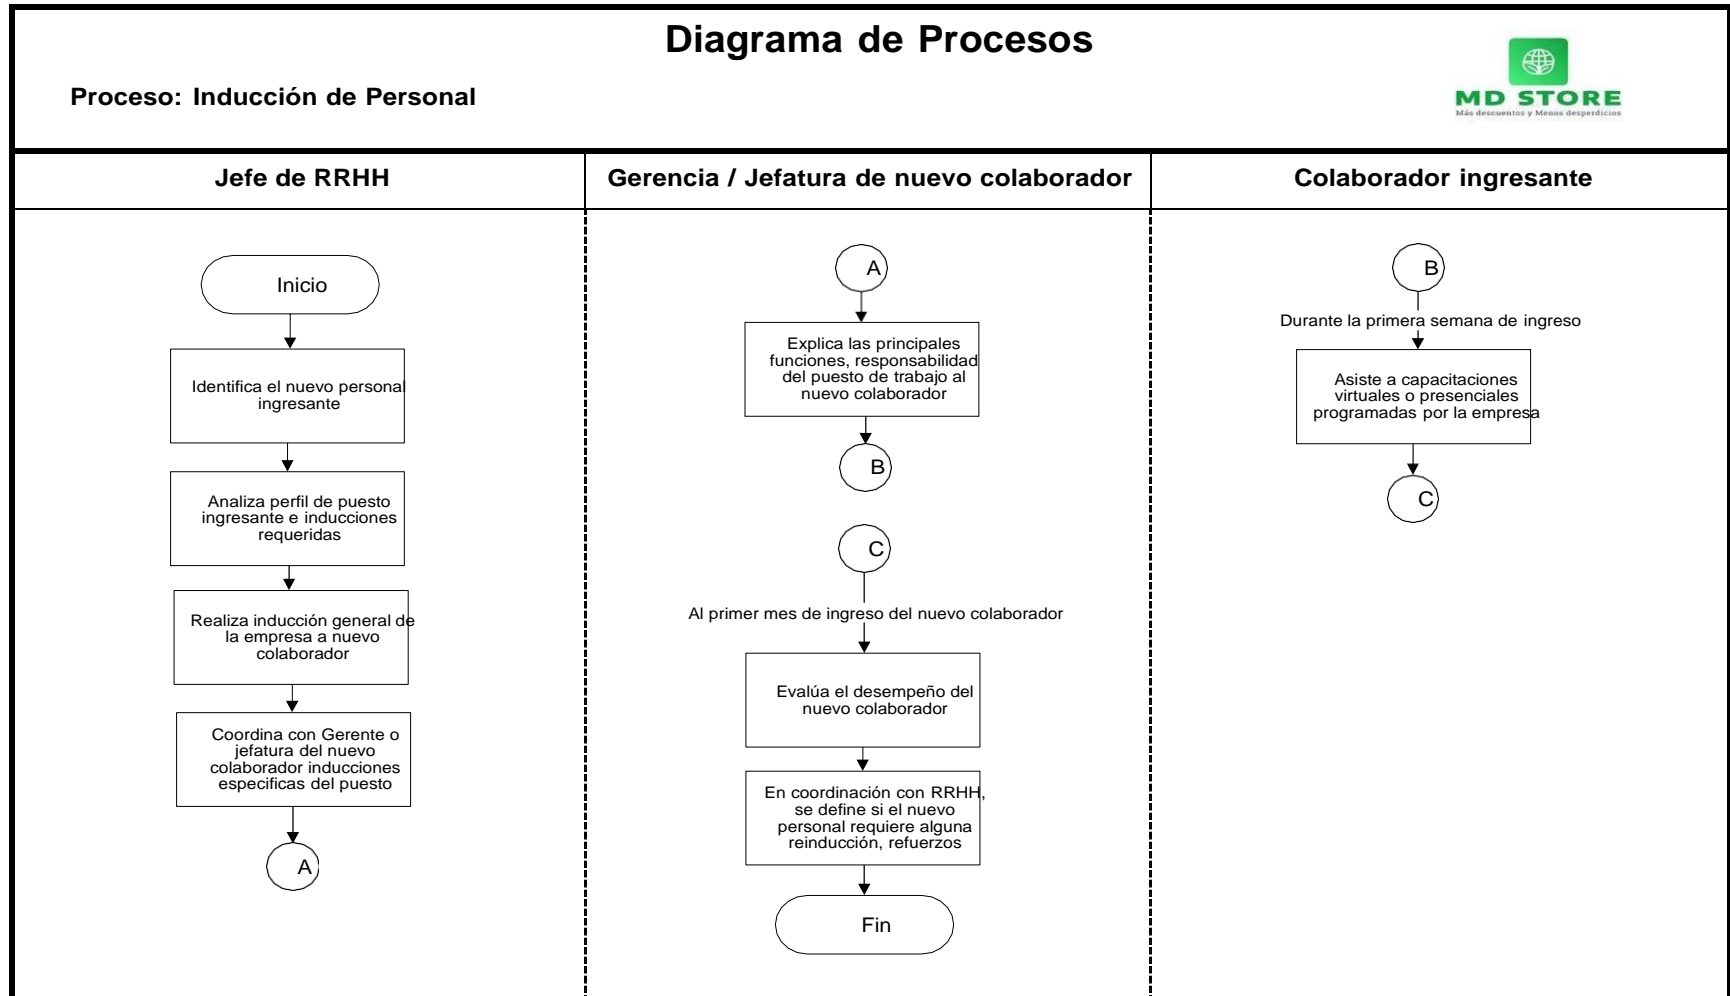 Diagrama de Procesos
Proceso: Inducción de Personal
MD STORE
Más descuentos y Menos desperdicios
Jefe de RRHH
Gerencia / Jefatura de nuevo colaborador
Colaborador ingresante
Inicio
Identifica el nuevo personal
ingresante
Analiza perfil de puesto
ingresante e inducciones
requeridas
Realiza inducción general de
la empresa a nuevo
colaborador
Coordina con Gerente o
jefatura del nuevo
colaborador inducciones
especificas del puesto
A
A
Explica las principales
funciones, responsabilidad
del puesto de trabajo al
nuevo colaborador
B
C
Al primer mes de ingreso del nuevo colaborador
Evalúa el desempeño del
nuevo colaborador
En coordinación con RRHH,
se define si el nuevo
personal requiere alguna
reinducción, refuerzos
Fin
B
Durante la primera semana de ingreso
Asiste a capacitaciones
virtuales o presenciales
programadas por la empresa
C